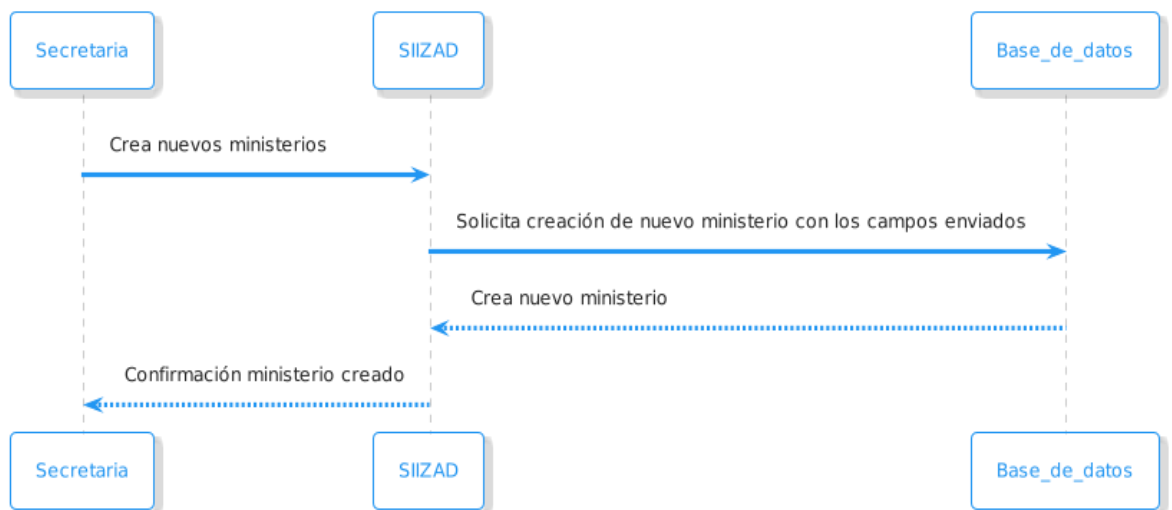 Secretaria
SIIZAD
Base_de_datos
Crea nuevos ministerios
Solicita creación de nuevo ministerio con los campos enviados
Crea nuevo ministerio
Confirmación ministerio creado
Secretaria
SIIZAD
Base_de_datos